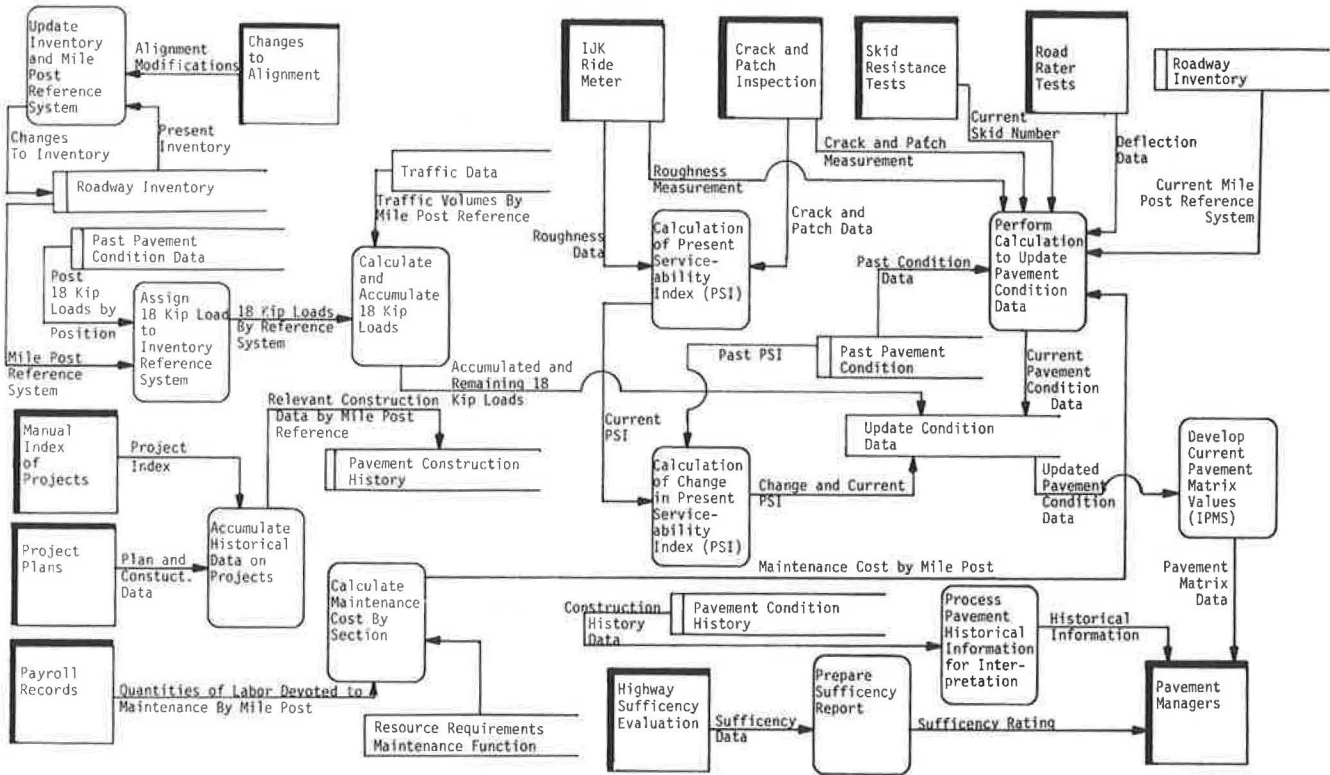 Update
Inventory
and Mile
Post
Reference
System
Alignment
Modifications
Changes
to
Alignment
Changes
To Inventory
Present
Inventory
Roadway Inventory
Past Pavement
Condition Data
Post
18 Kip
Loads by
Position
Mile Post
Reference
System
Assign
18 Kip Load
to
Inventory
Reference
System
18 Kip Loads
By Reference
System
Traffic Data
Traffic Volumes By
Mile Post Reference
Calculate
and
Accumulate
18 Kip
Loads
Accumulated and
Remaining 18
Kip Loads
IJK
Ride
Meter
Crack and
Patch
Inspection
Skid
Resistance
Tests
Road
Rater
Tests
Roadway
Inventory
Roughness
Measurement
Crack and Patch
Measurement
Current
Skid Number
Deflection
Data
Current Mile
Post Reference
System
Roughness
Data
Calculation
of Present
Service-
ability
Index (PSI)
Crack and
Patch Data
Perform
Calculation
to Update
Pavement
Condition
Data
Past Condition
Data
Past PSI
Past Pavement
Condition
Current
Pavement
Condition
Data
Current
PSI
Update Condition
Data
Calculation
of Change
in Present
Service-
ability
Index (PSI)
Change and Current
PSI
Updated
Pavement
Condition
Data
Develop
Current
Pavement
Matrix
Values
(IPMS)
Pavement
Matrix
Data
Manual
Index
of
Projects
Project
Index
Relevant Construction
Data by Mile Post
Reference
Pavement Construction
History
Project
Plans
Plan and
Constuct.
Data
Accumulate
Historical
Data on
Projects
Calculate
Maintenance
Cost By
Section
Maintenance Cost by Mile Post
Payroll
Records
Quantities of Labor Devoted to
Maintenance By Mile Post
Resource Requirements
Maintenance Function
Construction
History
Data
Pavement Condition
History
Process
Pavement
Historical
Information
for Inter-
pretation
Historical
Information
Highway
Sufficency
Evaluation
Sufficency
Data
Prepare
Sufficency
Report
Sufficency Rating
Pavement
Managers